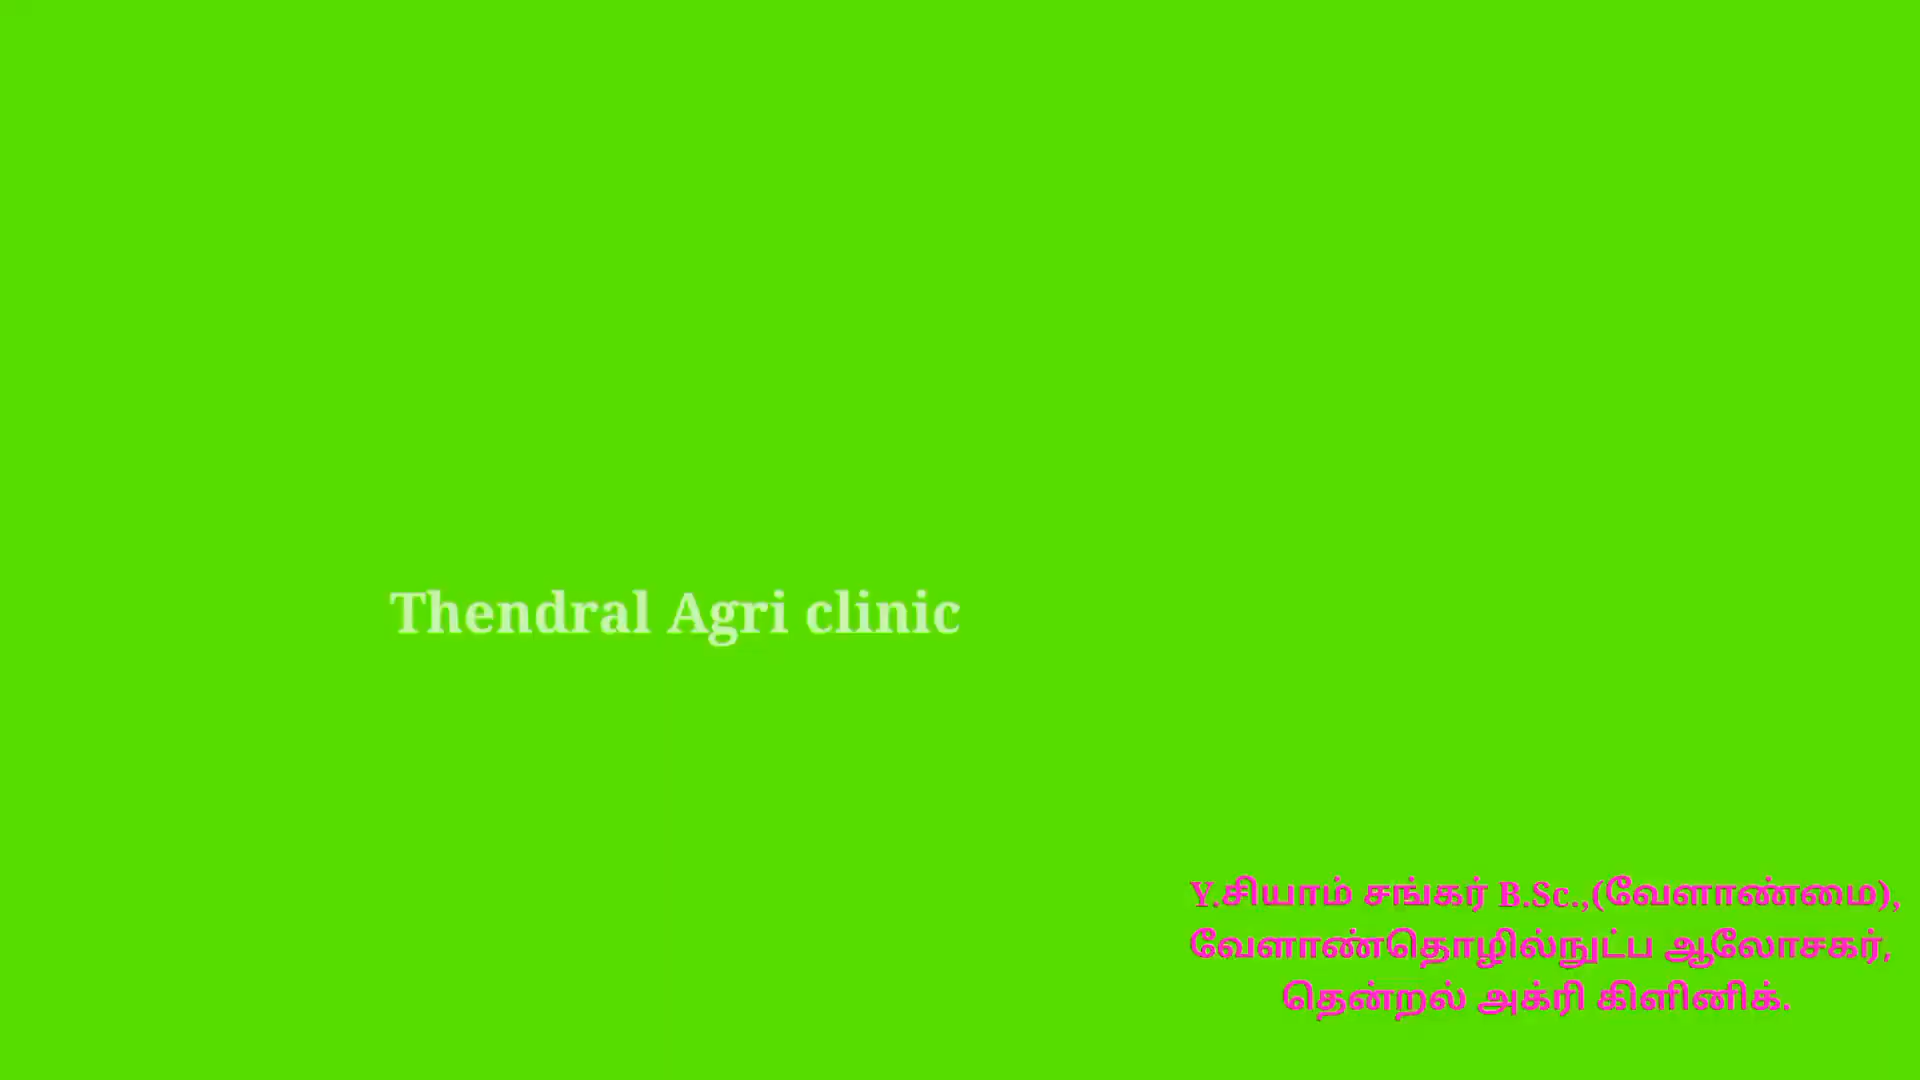 Thendral Agri clinic
Y.சியாம் சங்கர் B.Sc.,(வேளாண்மை),
வேளாண்தொழில்நுட்ப ஆலோசகர்,
தென்றல் அக்ரி கிளினிக்.